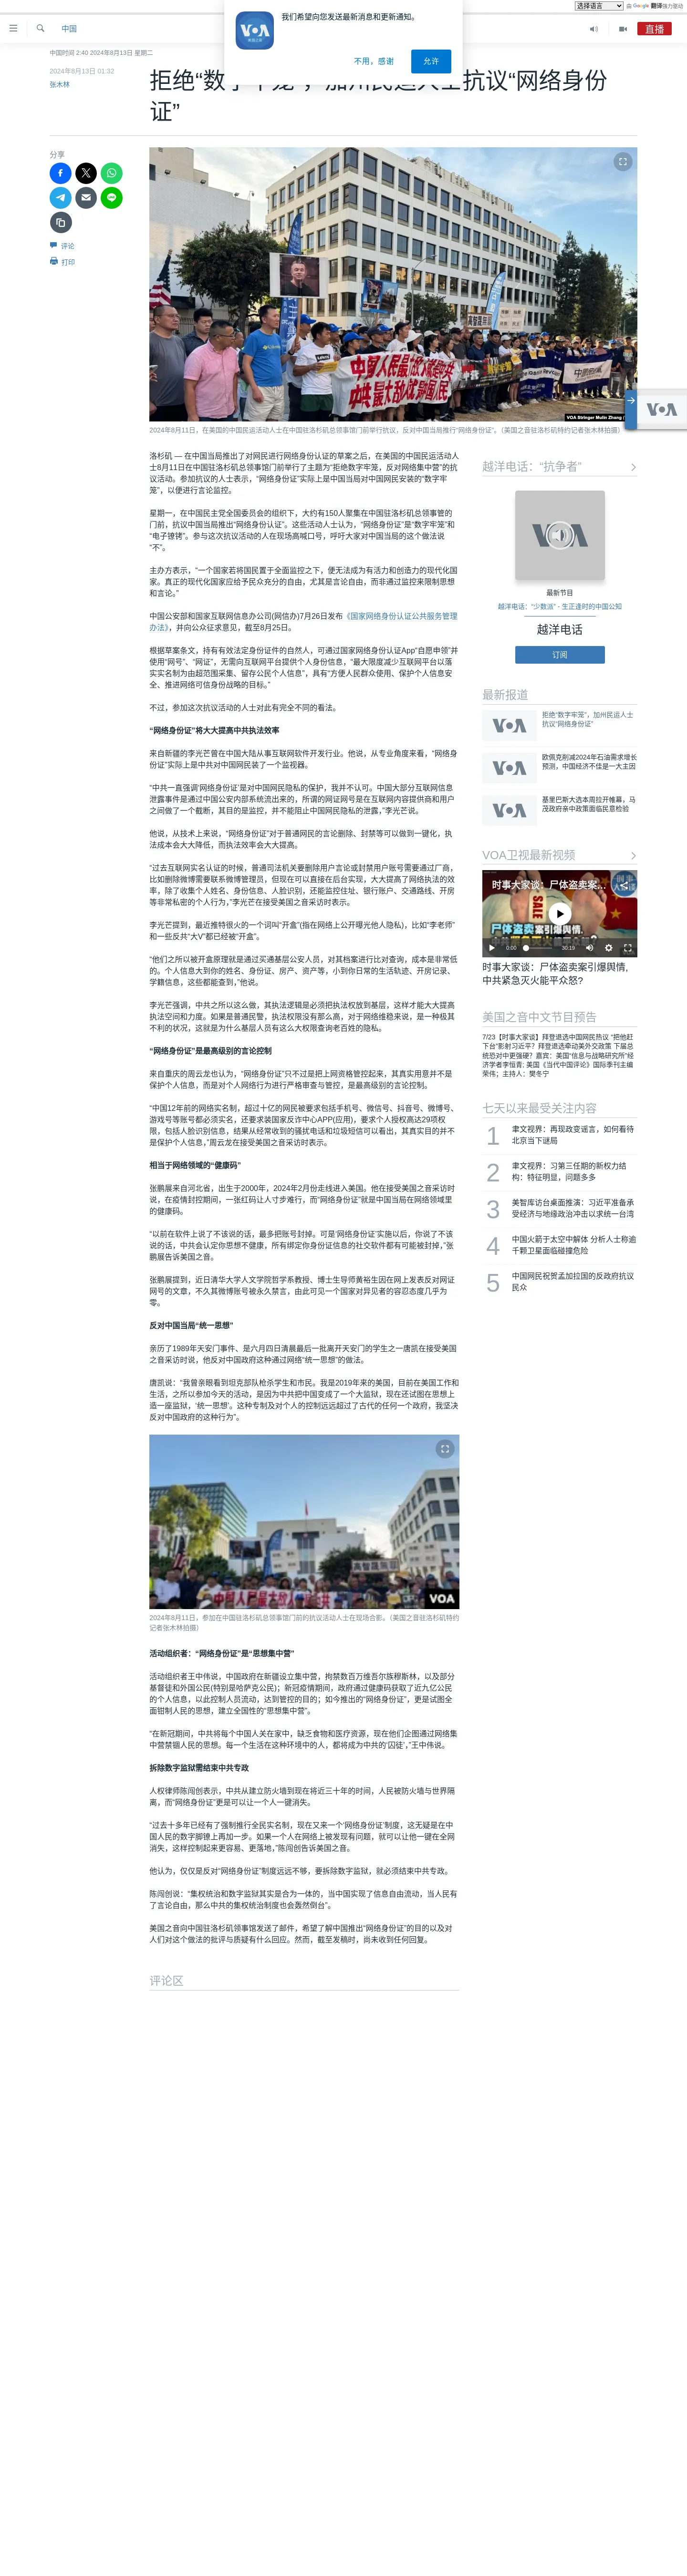 选择语言 由 Google 翻译强力驱动
我们希望向您发送最新消息和更新通知。
不用，感谢
允许
中国
直播
中国时间 2:40 2024年8月13日 星期二
2024年8月13日 01:32
张木林
拒绝“数字牢笼”，加州民运人士抗议“网络身份
证”
分享
评论
打印
中國人民最大敵國中共
中共最大敵國人民
VOA Stringer Mulin Zhang
2024年8月11日，在美国的中国民运活动人士在中国驻洛杉矶总领事馆门前举行抗议，反对中国当局推行“网络身份证”。（美国之音驻洛杉矶特约记者张木林拍摄）
洛杉矶 — 在中国当局推出了对网民进行网络身份认证的草案之后，在美国的中国民运活动人
士8月11日在中国驻洛杉矶总领事馆门前举行了主题为“拒绝数字牢笼，反对网络集中营”的抗
议活动。参加抗议的人士表示，“网络身份证”实际上是中国当局对中国网民安装的“数字牢
笼”，以便进行言论监控。
星期一，在中国民主党全国委员会的组织下，大约有150人聚集在中国驻洛杉矶总领事馆的
门前，抗议中国当局推出“网络身份认证”。这些活动人士认为，“网络身份证”是“数字牢笼”和
“电子镣铐”。参与这次抗议活动的人在现场高喊口号，呼吁大家对中国当局的这个做法说
“不”。
主办方表示，“一个国家若将国民置于全面监控之下，便无法成为有活力和创造力的现代化国
家。真正的现代化国家应给予民众充分的自由，尤其是言论自由，而非通过监控来限制思想
和言论。”
中国公安部和国家互联网信息办公司(网信办)7月26日发布《国家网络身份认证公共服务管理
办法》，并向公众征求意见，截至8月25日。
根据草案条文，持有有效法定身份证件的自然人，可通过国家网络身份认证App“自愿申领”并
使用“网号”、“网证”，无需向互联网平台提供个人身份信息，“最大限度减少互联网平台以落
实实名制为由超范围采集、留存公民个人信息”，具有“方便人民群众使用、保护个人信息安
全、推进网络可信身份战略的目标。”
不过，参加这次抗议活动的人士对此有完全不同的看法。
“网络身份证”将大大提高中共执法效率
来自新疆的李光芒曾在中国大陆从事互联网软件开发行业。他说，从专业角度来看，“网络身
份证”实际上是中共对中国网民装了一个监视器。
“中共一直强调‘网络身份证’是对中国网民隐私的保护，我并不认可。中国大部分互联网信息
泄露事件是通过中国公安内部系统流出来的，所谓的网证网号是在互联网内容提供商和用户
之间做了一个截断，其目的是监控，并不能阻止中国网民隐私的泄露，”李光芒说。
他说，从技术上来说，“网络身份证”对于普通网民的言论删除、封禁等可以做到一键化，执
法成本会大大降低，而执法效率会大大提高。
“过去互联网实名认证的时候，普通司法机关要删除用户言论或封禁用户账号需要通过厂商，
比如删除微博需要联系微博管理员，但现在可以直接在后台实现，大大提高了网络执法的效
率，除了收集个人姓名、身份信息、人脸识别，还能监控住址、银行账户、交通路线、开房
等非常私密的个人行为，”李光芒在接受美国之音采访时表示。
李光芒提到，最近推特很火的一个词叫“开盒”(指在网络上公开曝光他人隐私)，比如“李老师”
和一些反共“大V”都已经被“开盒”。
“他们之所以被开盒原理就是通过买通基层公安人员，对其档案进行比对查询，成本是非常低
的。个人信息大到你的姓名、身份证、房产、资产等，小到你日常的生活轨迹、开房记录、
学籍信息，这些都能查到，”他说。
李光芒强调，中共之所以这么做，其执法逻辑是必须把执法权放到基层，这样才能大大提高
执法空间和力度。如果是普通民警，执法权限没有那么高，对于网络维稳来说，是一种极其
不利的状况，这就是为什么基层人员有这么大权限查询老百姓的隐私。
“网络身份证”是最高级别的言论控制
来自重庆的周云龙也认为，“网络身份证”只不过是把上网资格管控起来，其真实用意并不是
保护个人信息，而是对个人网络行为进行严格审查与管控，是最高级别的言论控制。
“中国12年前的网络实名制，超过十亿的网民被要求包括手机号、微信号、抖音号、微博号、
游戏号等账号都必须实名，还要求装国家反诈中心APP(应用)，要求个人授权高达29项权
限，包括人脸识别信息，结果从经常收到的骚扰电话和垃圾短信可以看出，其真实目的并不
是保护个人信息，”周云龙在接受美国之音采访时表示。
相当于网络领域的“健康码”
张鹏展来自河北省，出生于2000年，2024年2月份走线进入美国。他在接受美国之音采访时
说，在疫情封控期间，一张红码让人寸步难行，而“网络身份证”就是中国当局在网络领域里
的健康码。
“以前在软件上说了不该说的话，最多把账号封掉。可是‘网络身份证’实施以后，你说了不该
说的话，中共会认定你思想不健康，所有绑定你身份证信息的社交软件都有可能被封掉，”张
鹏展告诉美国之音。
张鹏展提到，近日清华大学人文学院哲学系教授、博士生导师黄裕生因在网上发表反对网证
网号的文章，不久其微博账号被永久禁言，由此可见一个国家对异见者的容忍态度几乎为
零。
反对中国当局“统一思想”
亲历了1989年天安门事件、是六月四日清晨最后一批离开天安门的学生之一唐凯在接受美国
之音采访时说，他反对中国政府这种通过网络“统一思想”的做法。
唐凯说：“我曾亲眼看到坦克部队枪杀学生和市民。我是2019年来的美国，目前在美国工作和
生活，之所以参加今天的活动，是因为中共把中国变成了一个大监狱，现在还试图在思想上
造一座监狱，‘统一思想’。这种专制及对个人的控制远远超过了古代的任何一个政府，我坚决
反对中国政府的这种行为”。
VOA
2024年8月11日，参加在中国驻洛杉矶总领事馆门前的抗议活动人士在现场合影。（美国之音驻洛杉矶特约
记者张木林拍摄）
活动组织者：“网络身份证”是“思想集中营”
活动组织者王中伟说，中国政府在新疆设立集中营，拘禁数百万维吾尔族穆斯林，以及部分
基督徒和外国公民(特别是哈萨克公民)；新冠疫情期间，政府通过健康码获取了近九亿公民
的个人信息，以此控制人员流动，达到管控的目的；如今推出的“网络身份证”，更是试图全
面钳制人民的思想，建立全国性的“思想集中营”。
“在新冠期间，中共将每个中国人关在家中，缺乏食物和医疗资源，现在他们企图通过网络集
中营禁锢人民的思想。每一个生活在这种环境中的人，都将成为中共的‘囚徒’，”王中伟说。
拆除数字监狱需结束中共专政
人权律师陈闯创表示，中共从建立防火墙到现在将近三十年的时间，人民被防火墙与世界隔
离，而“网络身份证”更是可以让一个人一键消失。
“过去十多年已经有了强制推行全民实名制，现在又来一个‘网络身份证’制度，这无疑是在中
国人民的数字脚镣上再加一步。如果一个人在网络上被发现有问题，就可以让他一键在全网
消失，这样控制起来更容易、更落地，”陈闯创告诉美国之音。
他认为，仅仅是反对“网络身份证”制度远远不够，要拆除数字监狱，就必须结束中共专政。
陈闯创说：“集权统治和数字监狱其实是合为一体的，当中国实现了信息自由流动，当人民有
了言论自由，那么中共的集权统治制度也会轰然倒台”。
美国之音向中国驻洛杉矶领事馆发送了邮件，希望了解中国推出“网络身份证”的目的以及对
人们对这个做法的批评与质疑有什么回应。然而，截至发稿时，尚未收到任何回复。
评论区
越洋电话：“抗争者”
VOA
最新节目
越洋电话：“少数派” - 生正逢时的中国公知
越洋电话
订阅
最新报道
拒绝“数字牢笼”，加州民运人士
抗议“网络身份证”
欧佩克削减2024年石油需求增长
预测，中国经济不佳是一大主因
基里巴斯大选本周拉开帷幕，马
茂政府亲中政策面临民意检验
VOA卫视最新视频
时事大家谈：尸体盗卖案...
尸体盗卖案引爆舆情,
0:00
30:19
时事大家谈：尸体盗卖案引爆舆情,
中共紧急灭火能平众怒?
美国之音中文节目预告
7/23【时事大家谈】拜登退选中国网民热议 “把他赶
下台”影射习近平? 拜登退选牵动美外交政策 下届总
统恐对中更强硬？嘉宾：美国“信息与战略研究所”经
济学者李恒青; 美国《当代中国评论》国际季刊主编
荣伟；主持人：樊冬宁
七天以来最受关注内容
1 聿文视界：再现政变谣言，如何看待
北京当下谜局
2 聿文视界：习第三任期的新权力结
构：特征明显，问题多多
3 美智库访台桌面推演：习近平准备承
受经济与地缘政治冲击以求统一台湾
4 中国火箭于太空中解体 分析人士称逾
千颗卫星面临碰撞危险
5 中国网民祝贺孟加拉国的反政府抗议
民众